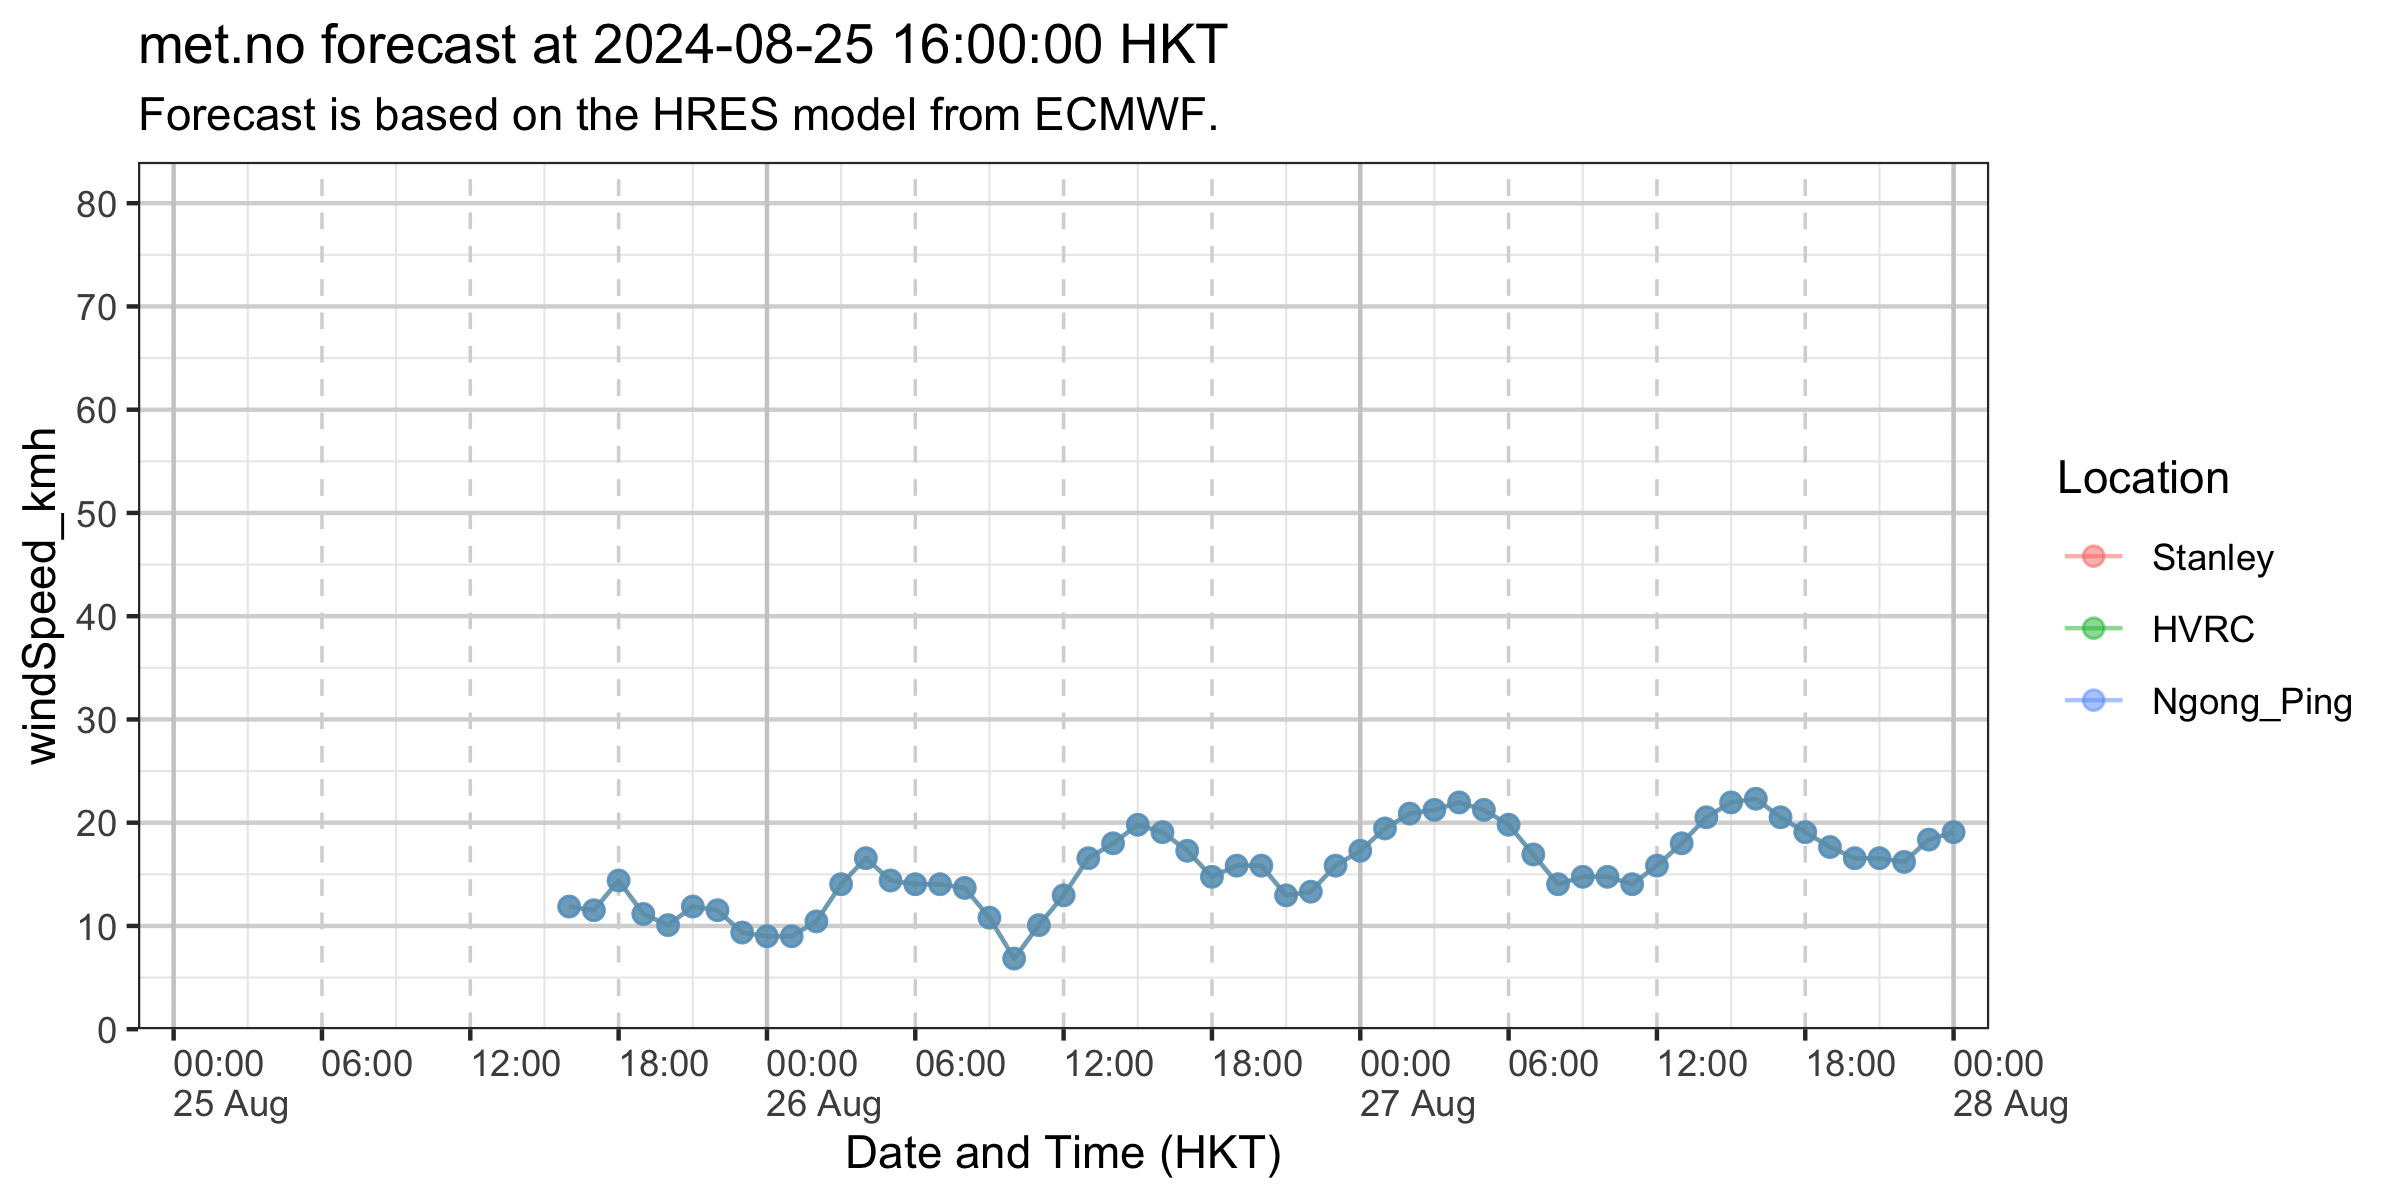 met.no forecast at 2024-08-25 16:00:00 HKT
Forecast is based on the HRES model from ECMWF.
windSpeed_kmh
80
70
60
50
40
30
20
10
0
00:00 06:00 12:00 18:00 00:00 06:00 12:00 18:00 00:00 06:00 12:00 18:00 00:00
25 Aug 26 Aug 27 Aug 28 Aug
Date and Time (HKT)
Location
Stanley
HVRC
Ngong_Ping